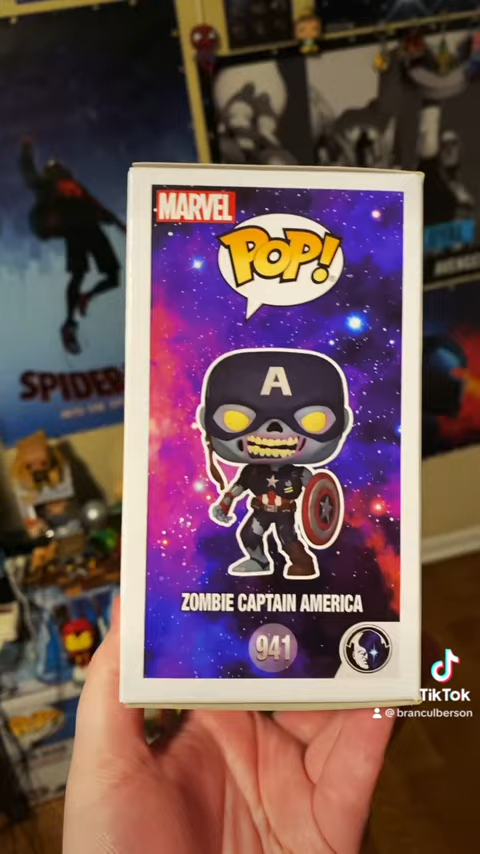 MARVEL
POP!
A
ZOMBIE CAPTAIN AMERICA
941
SPIDER
TikTok
@branculberson